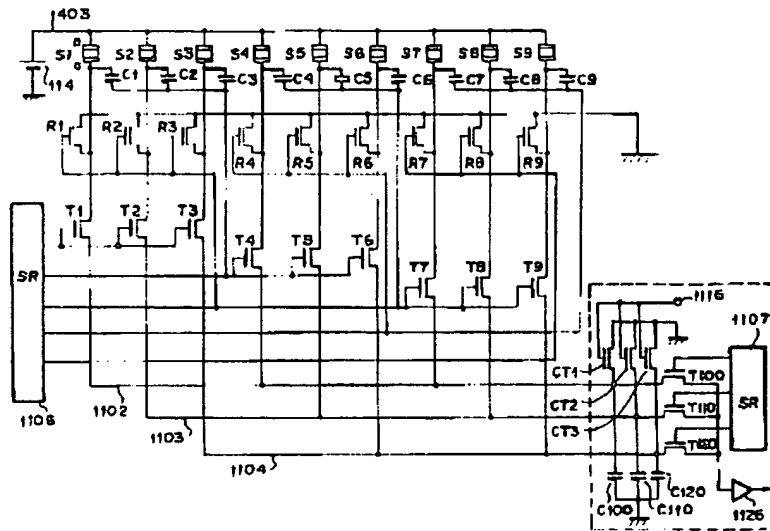 403
S1 S2 S3 S4 S5 S6 S7 S8 S9
114 C1 C2 C3 C4 C5 C6 C7 C8 C9
R1 R2 R3 R4 R5 R6 R7 R8 R9
T1 T2 T3
SR T4 T5 T6 T7 T8 T9
1116 1107
CT1 T100
CT2 T110 SR
CT3 T120
1106 1102 1103 1104
C100 C110 C120 1126